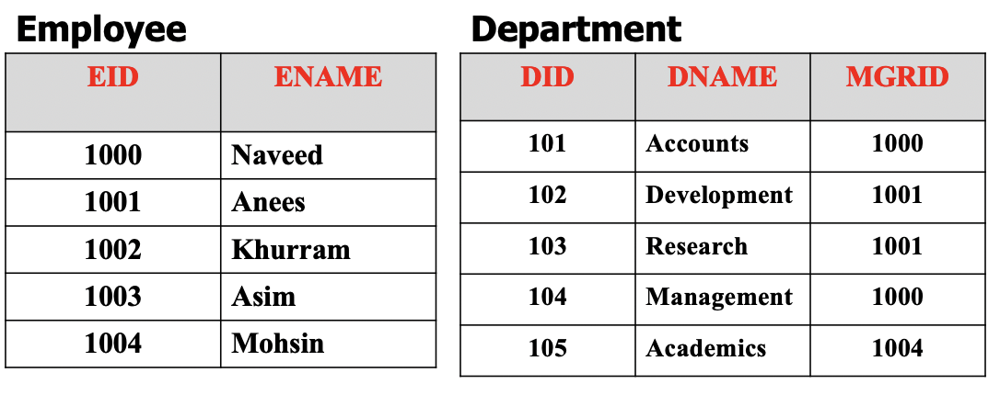 Employee
EID ENAME
1000 Naveed
1001 Anees
1002 Khurram
1003 Asim
1004 Mohsin
Department
DID DNAME MGRID
101 Accounts 1000
102 Development 1001
103 Research 1001
104 Management 1000
105 Academics 1004